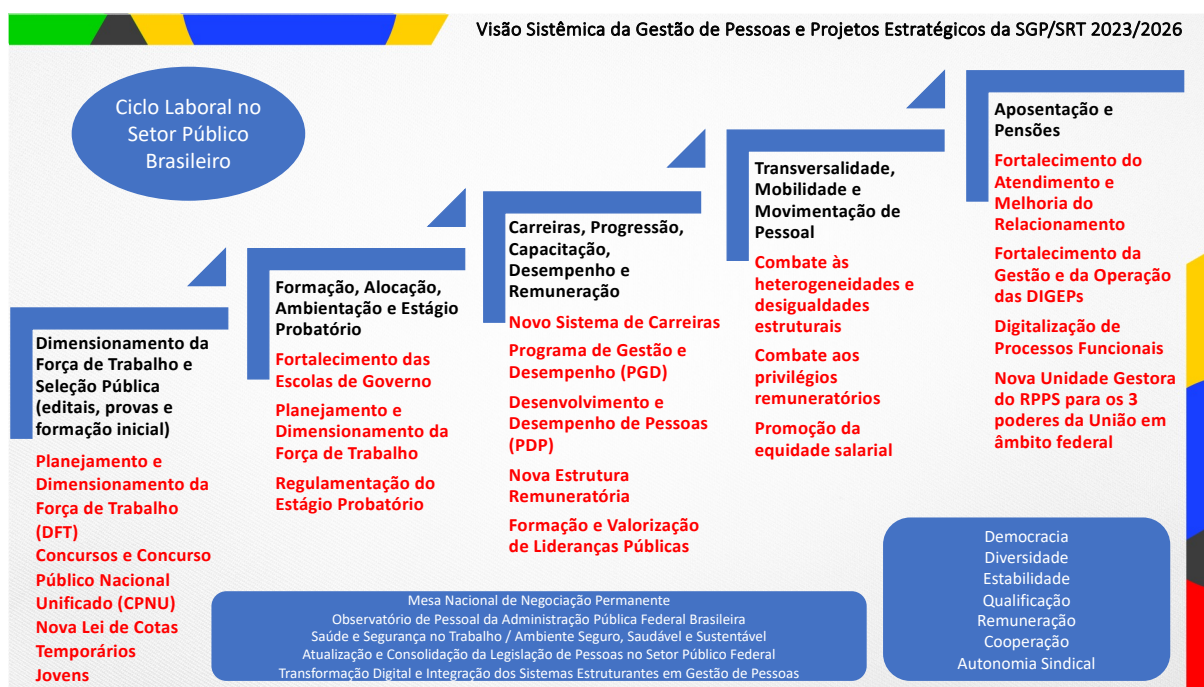 Visão Sistêmica da Gestão de Pessoas e Projetos Estratégicos da SGP/SRT 2023/2026
Ciclo Laboral no
Setor Público
Brasileiro
Dimensionamento da
Força de Trabalho e
Seleção Pública
(editais, provas e
formação inicial)
Planejamento e
Dimensionamento da
Força de Trabalho
(DFT)
Concursos e Concurso
Público Nacional
Unificado (CPNU)
Nova Lei de Cotas
Temporários
Jovens
Formação, Alocação,
Ambientação e Estágio
Probatório
Fortalecimento das
Escolas de Governo
Planejamento e
Dimensionamento da
Força de Trabalho
Regulamentação do
Estágio Probatório
Carreiras, Progressão,
Capacitação,
Desempenho e
Remuneração
Novo Sistema de Carreiras
Programa de Gestão e
Desempenho (PGD)
Desenvolvimento e
Desempenho de Pessoas
(PDP)
Nova Estrutura
Remuneratória
Formação e Valorização
de Lideranças Públicas
Transversalidade,
Mobilidade e
Movimentação de
Pessoal
Combate às
heterogeneidades e
desigualdades
estruturais
Combate aos
privilégios
remuneratórios
Promoção da
equidade salarial
Aposentação e
Pensões
Fortalecimento do
Atendimento e
Melhoria do
Relacionamento
Fortalecimento da
Gestão e da Operação
das DIGEPs
Digitalização de
Processos Funcionais
Nova Unidade Gestora
do RPPS para os 3
poderes da União em
âmbito federal
Mesa Nacional de Negociação Permanente
Observatório de Pessoal da Administração Pública Federal Brasileira
Saúde e Segurança no Trabalho / Ambiente Seguro, Saudável e Sustentável
Atualização e Consolidação da Legislação de Pessoas no Setor Público Federal
Transformação Digital e Integração dos Sistemas Estruturantes em Gestão de Pessoas
Democracia
Diversidade
Estabilidade
Qualificação
Remuneração
Cooperação
Autonomia Sindical